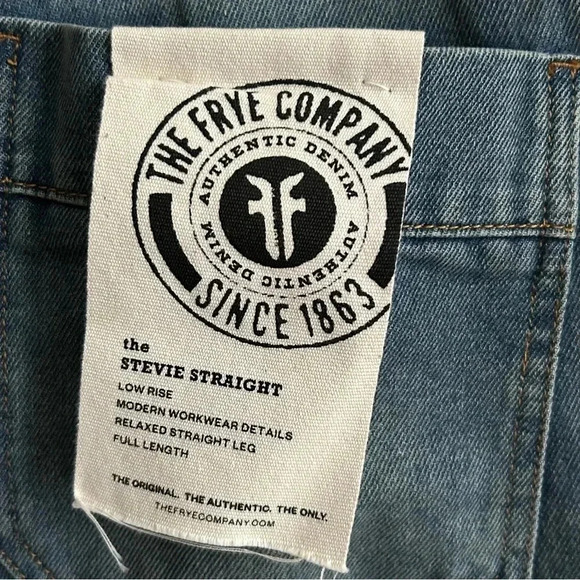 THE FRYE COMPANY
AUTHENTIC DENIM
AUTHENTIC DENIM
SINCE 1863
the
STEVIE STRAIGHT
LOW RISE
MODERN WORKWEAR DETAILS
RELAXED STRAIGHT LEG
FULL LENGTH
THE ORIGINAL. THE AUTHENTIC. THE ONLY.
THEFRYECOMPANY.COM